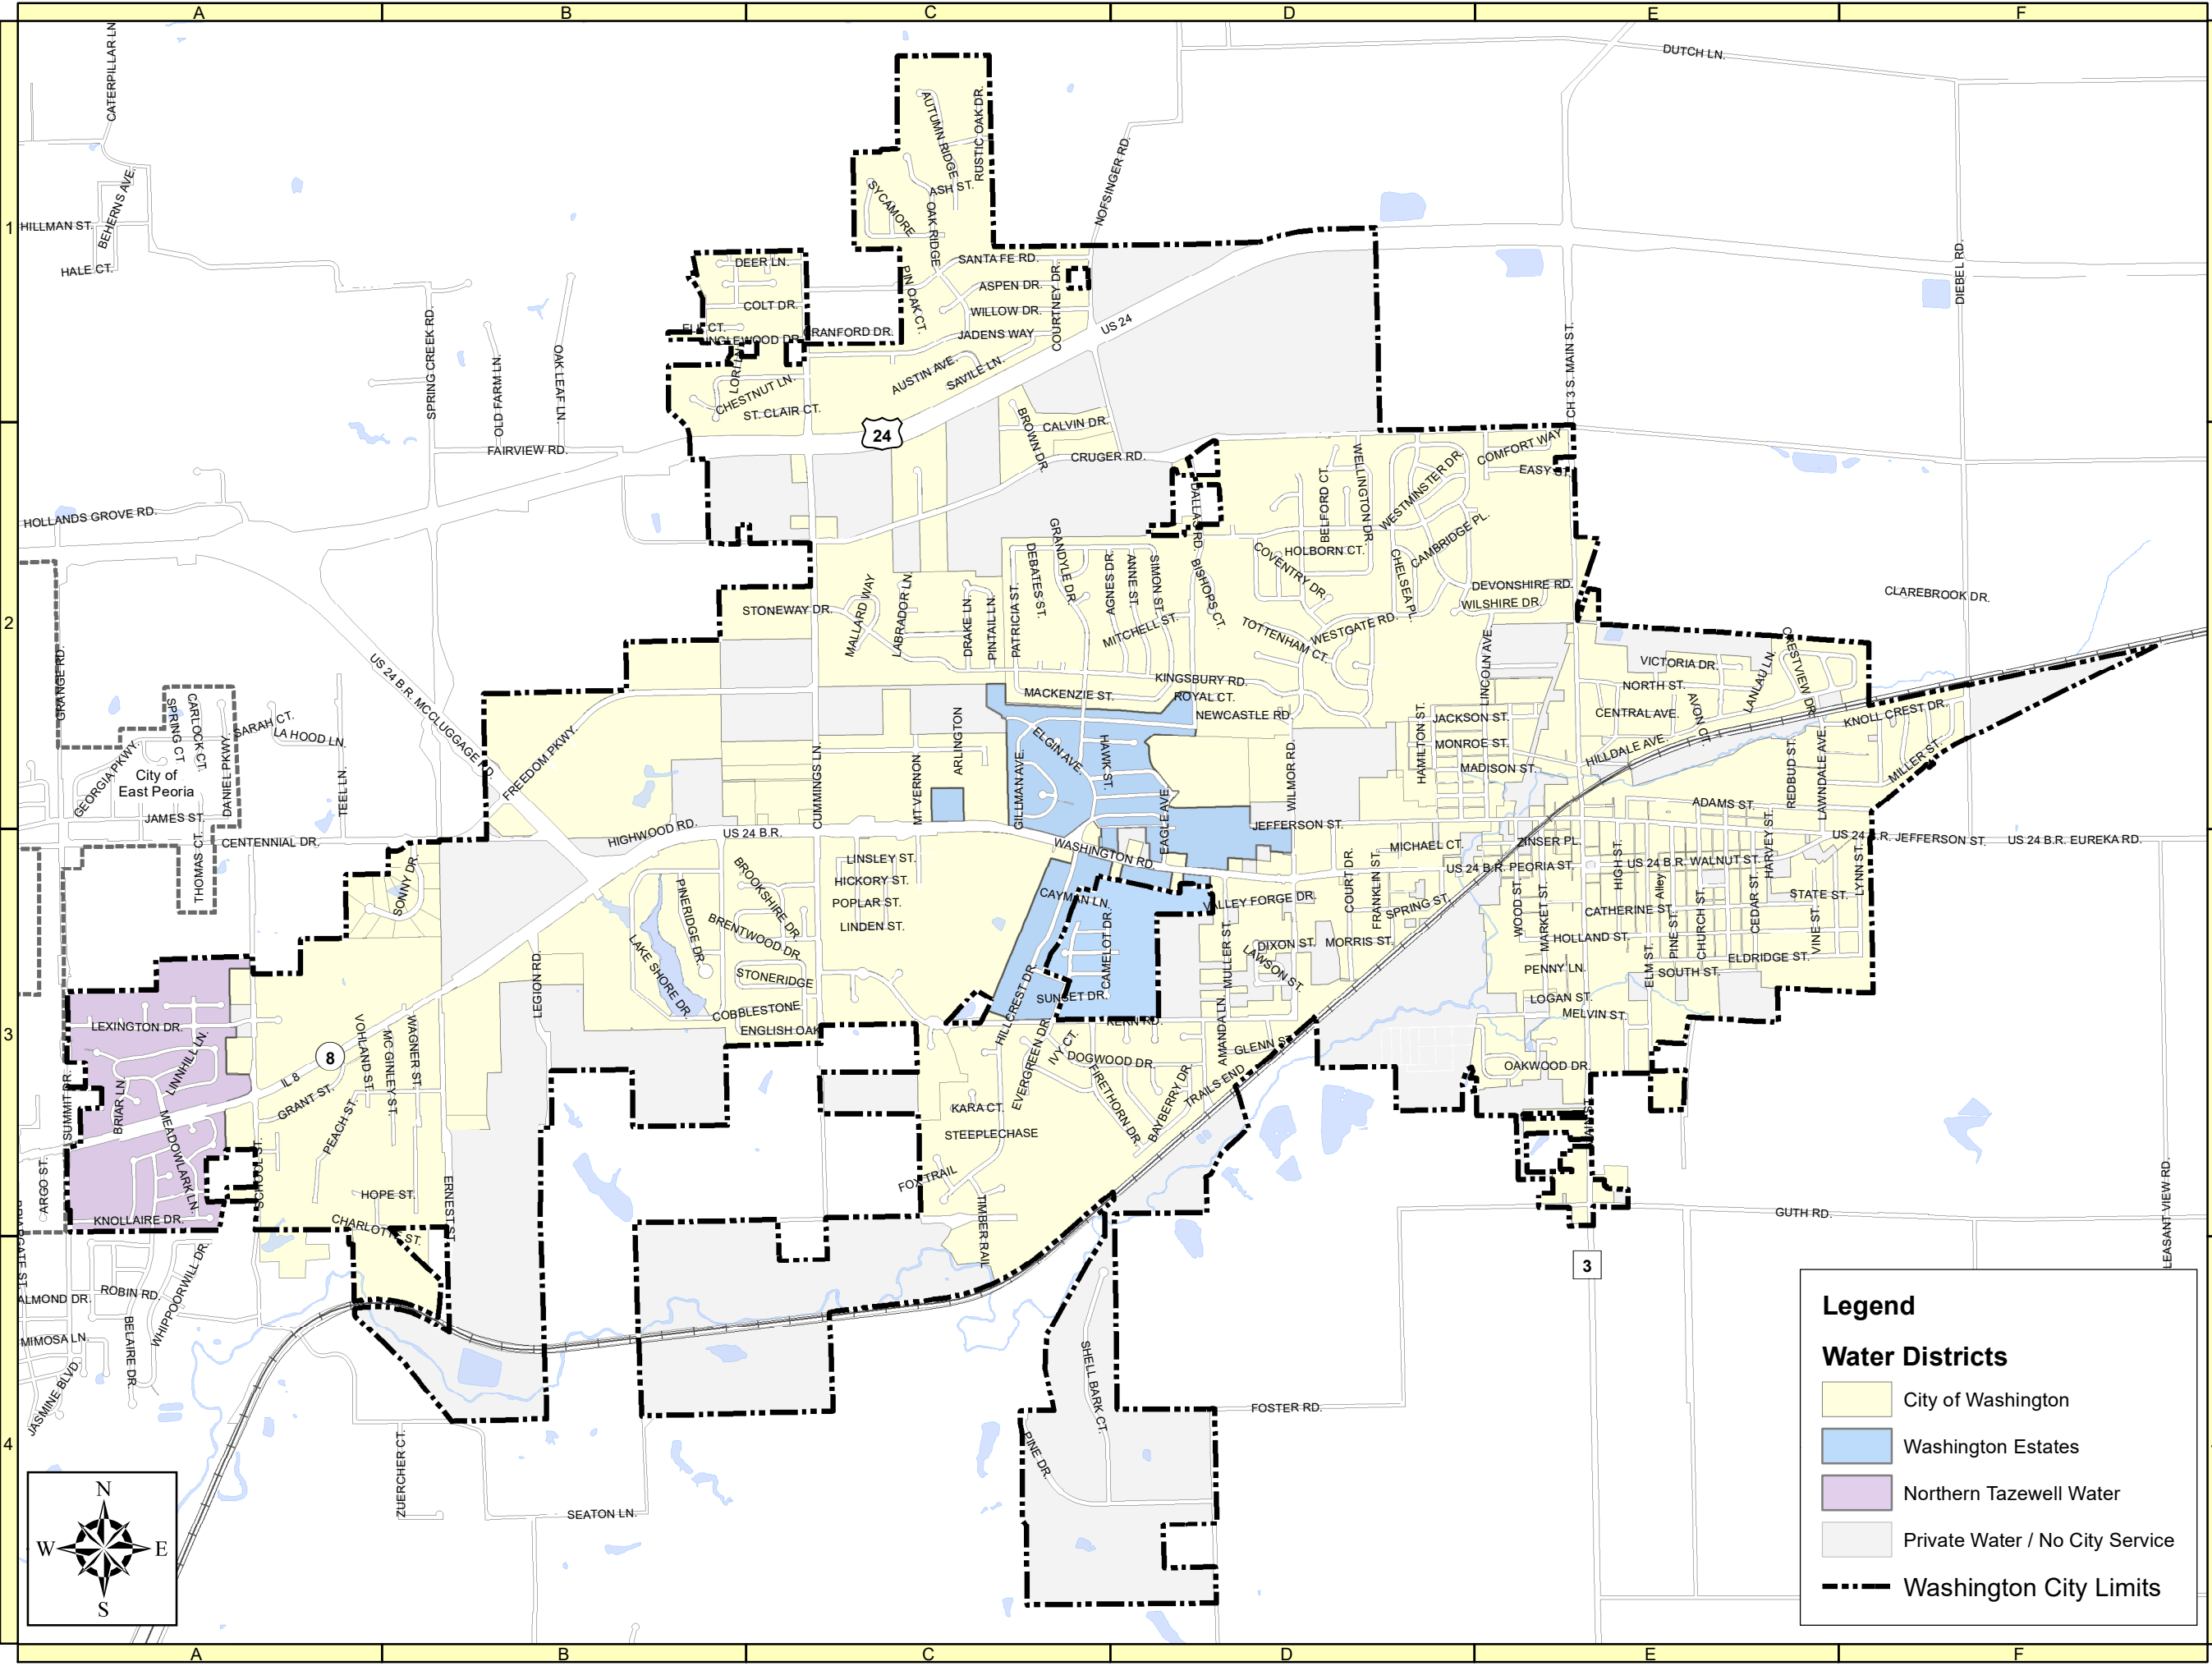 A
B
C
D
E
F
DUTCH LN.
CATERPILLAR LN
AUTUMN RIDGE
RUSTIC OAK DR.
NOFSINGER RD.
BEHERNS AVE.
ASH ST.
SYCAMORE
OAK RIDGE
1
HILLMAN ST.
HALE CT.
DEER LN.
SANTA FE RD.
PIN OAK CT.
ASPEN DR.
COURTNEY DR.
DIEBEL RD.
COLT DR.
WILLOW DR.
CRANFORD DR.
JADENS WAY
US 24
SPRING CREEK RD.
OLD FARM LN.
OAK LEAF LN.
LORI LN.
CHESTNUT LN.
AUSTIN AVE.
SAVILE LN.
CH 3 S. MAIN ST.
ST. CLAIR CT.
24
BROWN DR.
CALVIN DR.
FAIRVIEW RD.
CRUGER RD.
WELLINGTON DR.
WESTMINSTER DR.
COMFORT WAY
EASY ST.
BELFORD CT.
DALLAS RD.
HOLLANDS GROVE RD.
GRANDYLE DR.
CAMBRIDGE PL.
HOLBORN CT.
COVENTRY DR.
CHELSEA PL.
DEBATES ST.
AGNES DR.
ANNE ST.
SIMON ST.
BISHOPS CT.
DEVONSHIRE RD.
WILSHIRE DR.
CLAREBROOK DR.
2
STONEWAY DR.
MALLARD WAY
LABRADOR LN.
DRAKE LN.
PINTAIL LN.
PATRICIA ST.
MITCHELL ST.
TOTTENHAM CT.
WESTGATE RD.
LINCOLN AVE.
VICTORIA DR.
LANLAU LN.
CRESTVIEW DR.
GRANGE RD.
US 24 B.R. MCCLUGGAGE RD.
KINGSBURY RD.
NORTH ST.
MACKENZIE ST.
ROYAL CT.
NEWCASTLE RD.
AVON CT.
CENTRAL AVE.
KNOLL CREST DR.
SPRING CT.
CARLOCK CT.
SARAH CT.
LA HOOD LN.
FREEDOM PKWY.
ARLINGTON
ELGIN AVE.
HAWK ST.
WILMOR RD.
HAMILTON ST.
JACKSON ST.
MONROE ST.
MADISON ST.
HILLDALE AVE.
MILLER ST.
GEORGIA PKWY.
City of
East Peoria
DANIEL PKWY.
TEEL LN.
CUMMINGS LN.
MT VERNON
GILLMAN AVE.
EAGLE AVE.
REDBUD ST.
LAWNDALE AVE.
ADAMS ST.
JAMES ST.
CENTENNIAL DR.
HIGHWOOD RD.
US 24 B.R.
WASHINGTON RD.
JEFFERSON ST.
MICHAEL CT.
ZINSER PL.
US 24 B.R. JEFFERSON ST.
US 24 B.R. EUREKA RD.
THOMAS CT.
SONNY DR.
LINSLEY ST.
US 24 B.R. PEORIA ST.
US 24 B.R. WALNUT ST.
HIGH ST.
HARVEY ST.
LYNN ST.
PINERIDGE DR.
BROOKSHIRE DR
HICKORY ST.
POPLAR ST.
LINDEN ST.
CAYMAN LN.
VALLEY FORGE DR.
COURT DR.
FRANKLIN ST.
SPRING ST.
WOOD ST.
MARKET ST.
Alley
CATHERINE ST.
STATE ST.
BRENTWOOD DR
LAKE SHORE DR.
CAMELOT DR.
MULLER ST.
DIXON ST.
MORRIS ST.
LAWSON ST.
HOLLAND ST.
PINE ST.
CHURCH ST.
CEDAR ST.
VINE ST.
ELDRIDGE ST.
LEGION RD.
STONERIDGE
PENNY LN.
ELM ST.
SOUTH ST.
COBBLESTONE
ENGLISH OAK
HILLCREST DR.
SUNSET DR.
KERN RD.
LOGAN ST.
MELVIN ST.
3
LEXINGTON DR.
LINNHILL LN.
8
IL 8
VOHLAND ST.
MC GINLEY ST.
WAGNER ST.
EVERGREEN DR.
IVY CT.
DOGWOOD DR.
AMANDA LN.
GLENN ST.
OAKWOOD DR.
SUMMIT DR.
BRIAR LN
MEADOWLARK LN.
GRANT ST.
PEACH ST.
KARA CT.
FIRETHORN DR.
BAYBERRY DR.
TRAILS END
STEEPLECHASE
FOX TRAIL
ARGO ST.
SCHOOL ST.
HOPE ST.
ERNEST ST.
KNOLLAIRE DR.
CHARLOTTE ST.
TIMBER RAIL
GUTH RD.
LEASANT VIEW RD.
3
WHIPPOORWILL DR.
ALMOND DR.
ROBIN RD.
MIMOSA LN.
BELAIRE DR.
JASMINE BLVD.
SHELL BARK CT.
FOSTER RD.
4
PINE DR.
ZUERCHER CT.
SEATON LN.
N
W
E
S
Legend
Water Districts
City of Washington
Washington Estates
Northern Tazewell Water
Private Water / No City Service
Washington City Limits
A
B
C
D
E
F